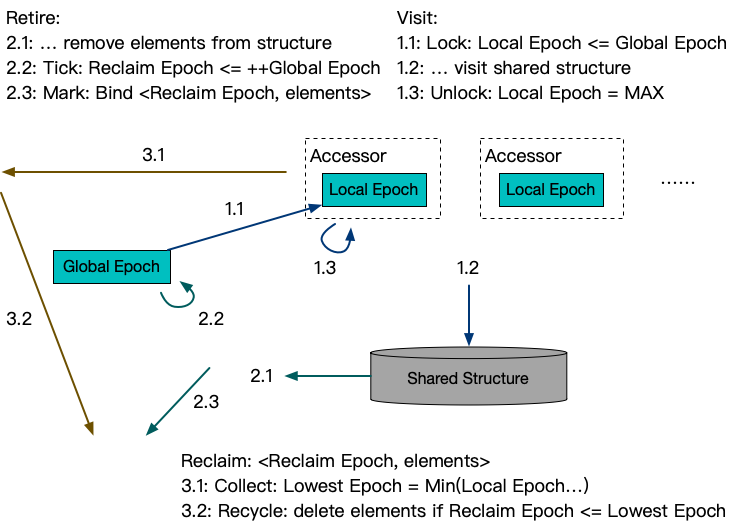 Retire:
2.1: … remove elements from structure
2.2: Tick: Reclaim Epoch <= ++Global Epoch
2.3: Mark: Bind <Reclaim Epoch, elements>
Visit:
1.1: Lock: Local Epoch <= Global Epoch
1.2: … visit shared structure
1.3: Unlock: Local Epoch = MAX
3.1
Accessor
Local Epoch
Accessor
Local Epoch
……
1.1
Global Epoch
1.3
1.2
2.2
3.2
2.1
Shared Structure
2.3
Reclaim: <Reclaim Epoch, elements>
3.1: Collect: Lowest Epoch = Min(Local Epoch…)
3.2: Recycle: delete elements if Reclaim Epoch <= Lowest Epoch